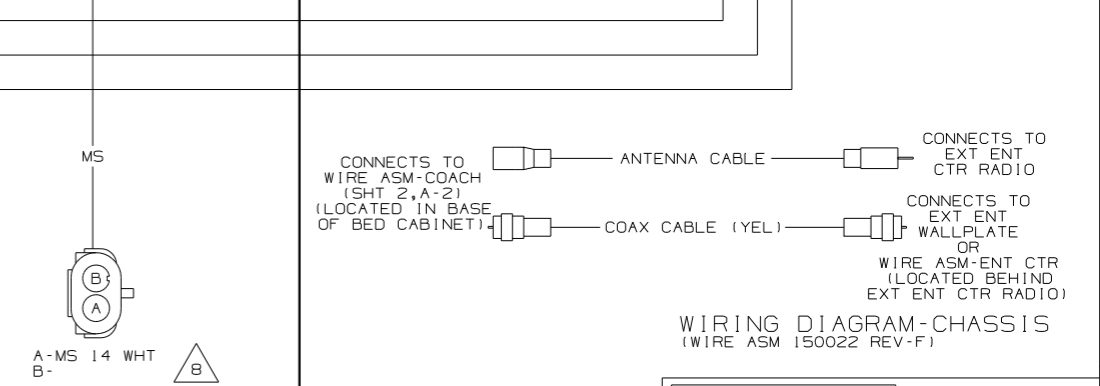 MS
CONNECTS TO
WIRE ASM-COACH
(SHT 2,A-2)
(LOCATED IN BASE
OF BED CABINET)
ANTENNA CABLE
CONNECTS TO
EXT ENT
CTR RADIO
COAX CABLE (YEL)
CONNECTS TO
EXT ENT
WALLPLATE
OR
WIRE ASM-ENT CTR
(LOCATED BEHIND
EXT ENT CTR RADIO)
B
A
A-MS 14 WHT
B-
8
WIRING DIAGRAM-CHASSIS
(WIRE ASM 150022 REV-F)